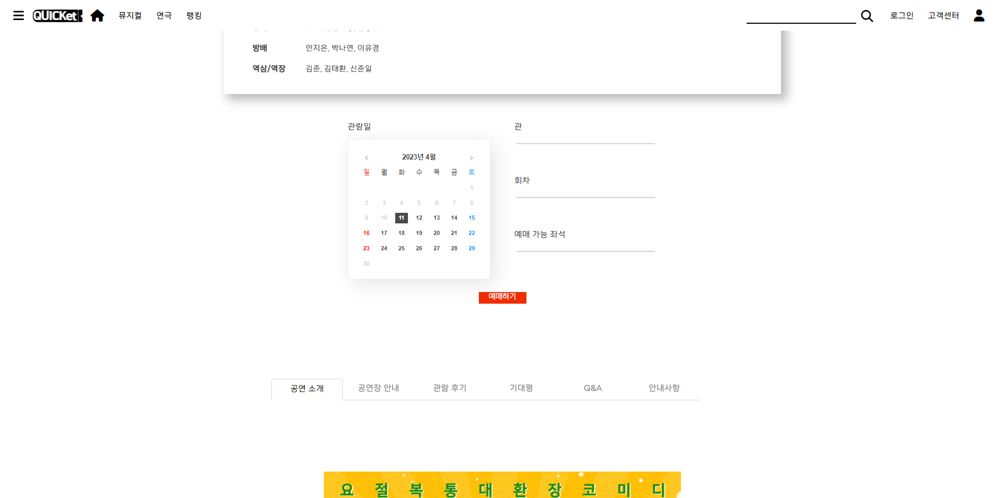 QUICKet 뮤지컬 연극 랭킹 로그인 고객센터
방배 안지은, 박나연, 이유경
역삼/역장 김준, 김태환, 신준일
관람일
2023년 4월
일 월 화 수 목 금 토
1
2 3 4 5 6 7 8
9 10 11 12 13 14 15
16 17 18 19 20 21 22
23 24 25 26 27 28 29
30
관
회차
예매 가능 좌석
예매하기
공연 소개 공연장 안내 관람 후기 기대평 Q&A 안내사항
요 절 복 통 대 환 장 코 미 디